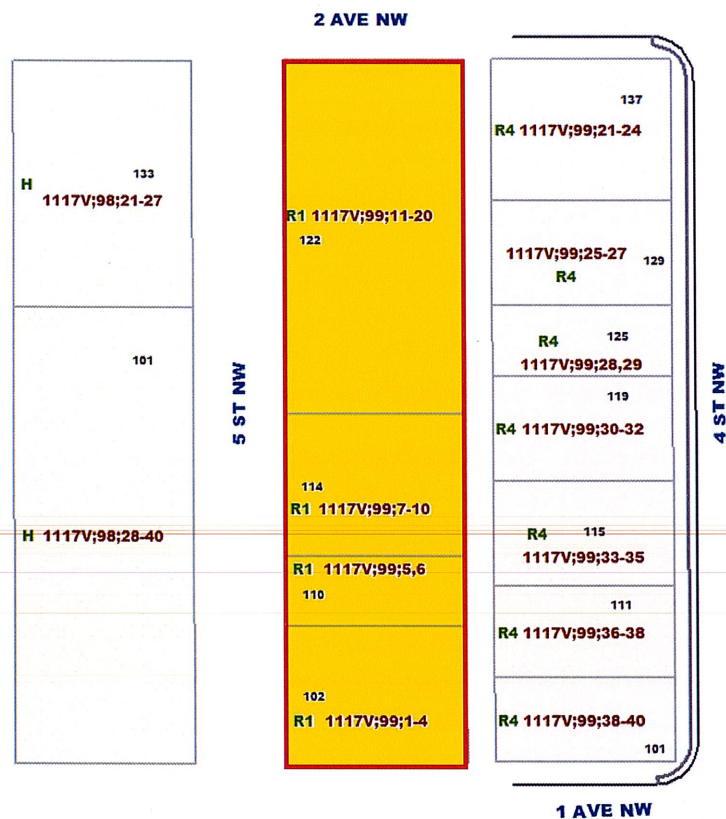 2 AVE NW
133
H
1117V;98;21-27
101
H 1117V;98;28-40
5 ST NW
R1 1117V;99;11-20
122
114
R1 1117V;99;7-10
R1 1117V;99;5,6
110
102
R1 1117V;99;1-4
137
R4 1117V;99;21-24
1117V;99;25-27
129
R4
R4
125
1117V;99;28,29
119
R4 1117V;99;30-32
R4
115
1117V;99;33-35
111
R4 1117V;99;36-38
R4 1117V;99;38-40
101
4 ST NW
1 AVE NW